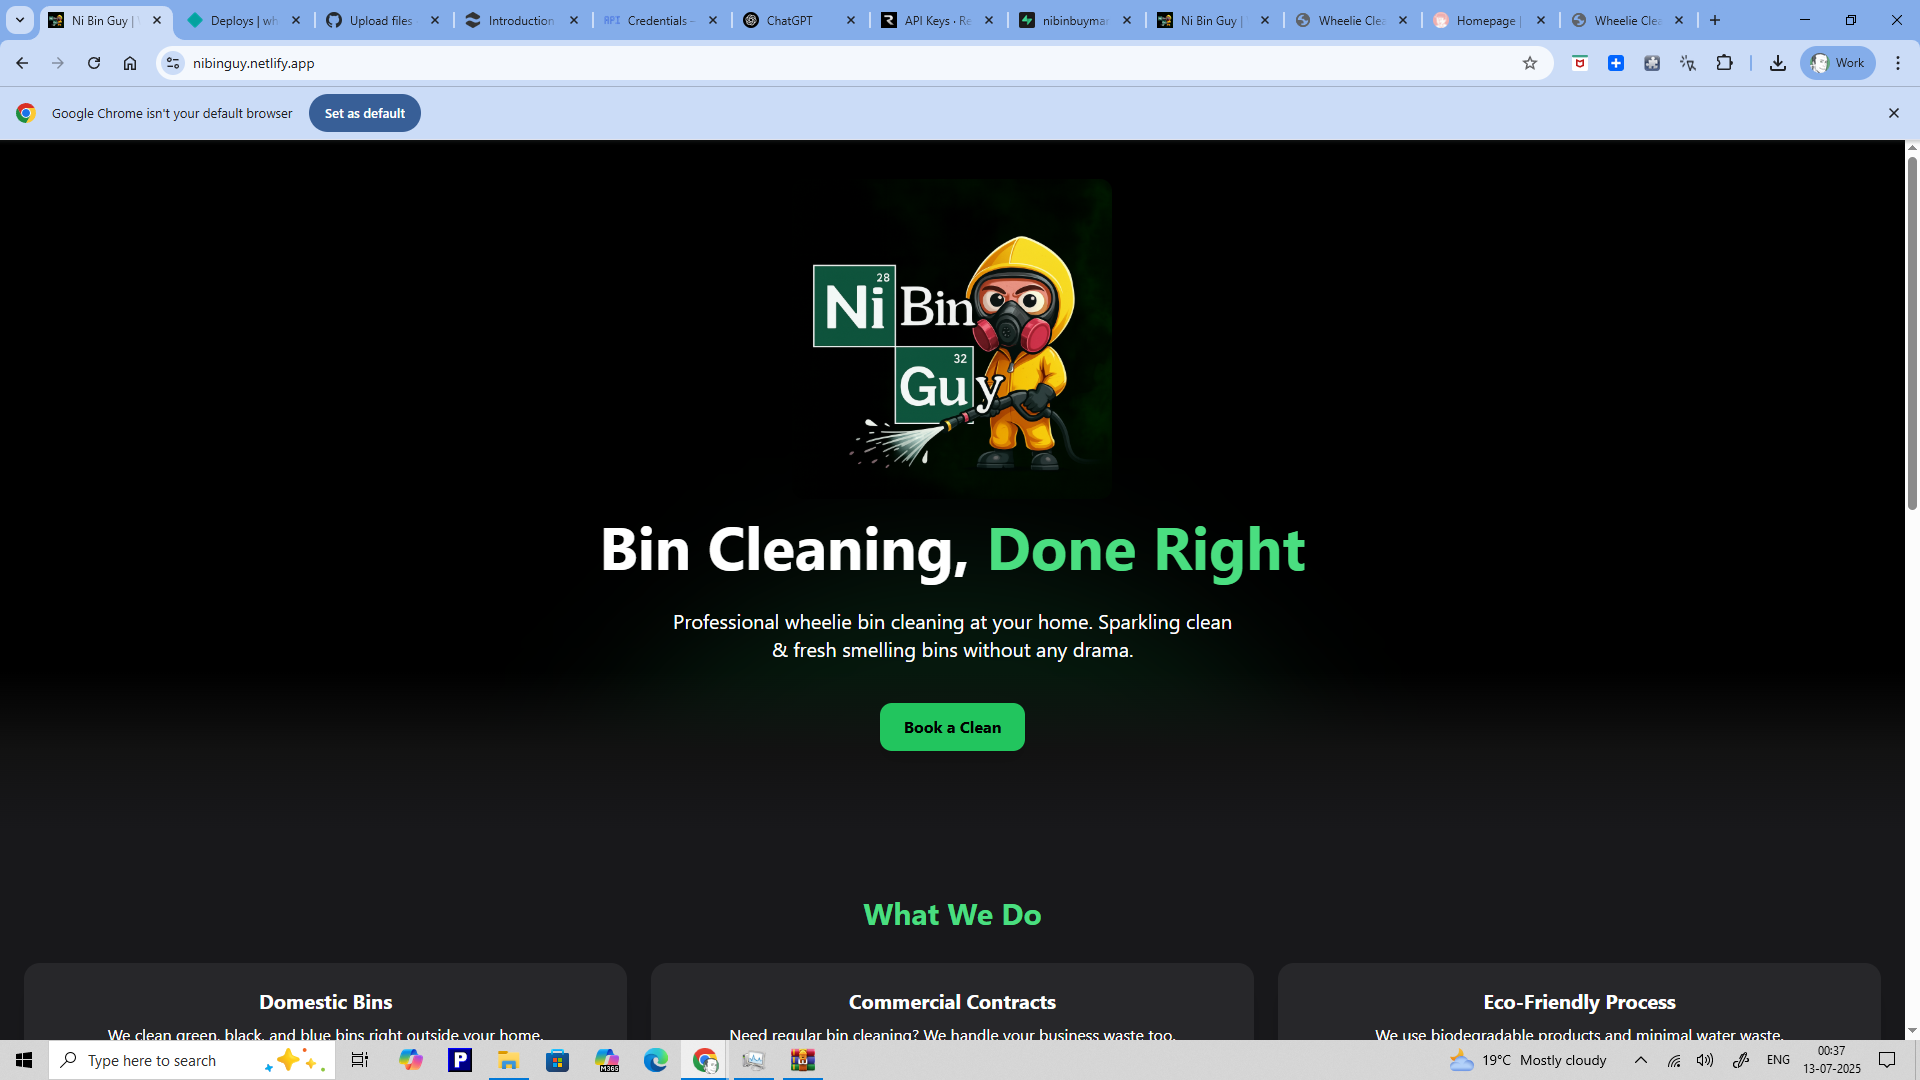 Ni Bin Guy |
Deploys | wh
Upload files
Introduction
API
Credentials –
ChatGPT
API Keys · Re
nibinbuymar
Ni Bin Guy |
Wheelie Clea
Homepage |
Wheelie Clea
nibinguy.netlify.app
Work
Google Chrome isn't your default browser
Set as default
28
Ni Bin
32
Guy
Bin Cleaning, Done Right
Professional wheelie bin cleaning at your home. Sparkling clean
& fresh smelling bins without any drama.
Book a Clean
What We Do
Domestic Bins
Commercial Contracts
Eco-Friendly Process
We clean green, black, and blue bins right outside your home.
Need regular bin cleaning? We handle your business waste too.
We use biodegradable products and minimal water waste.
Type here to search
P
M365
19°C Mostly cloudy
ENG
00:37
13-07-2025